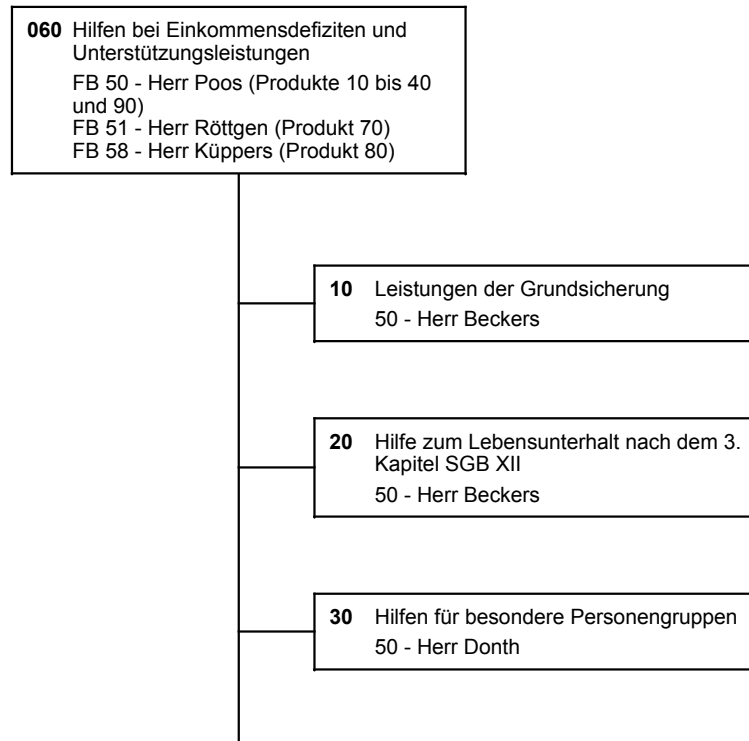 060 Hilfen bei Einkommensdefiziten und
Unterstützungsleistungen
FB 50 - Herr Poos (Produkte 10 bis 40
und 90)
FB 51 - Herr Röttgen (Produkt 70)
FB 58 - Herr Küppers (Produkt 80)
10 Leistungen der Grundsicherung
50 - Herr Beckers
20 Hilfe zum Lebensunterhalt nach dem 3.
Kapitel SGB XII
50 - Herr Beckers
30 Hilfen für besondere Personengruppen
50 - Herr Donth